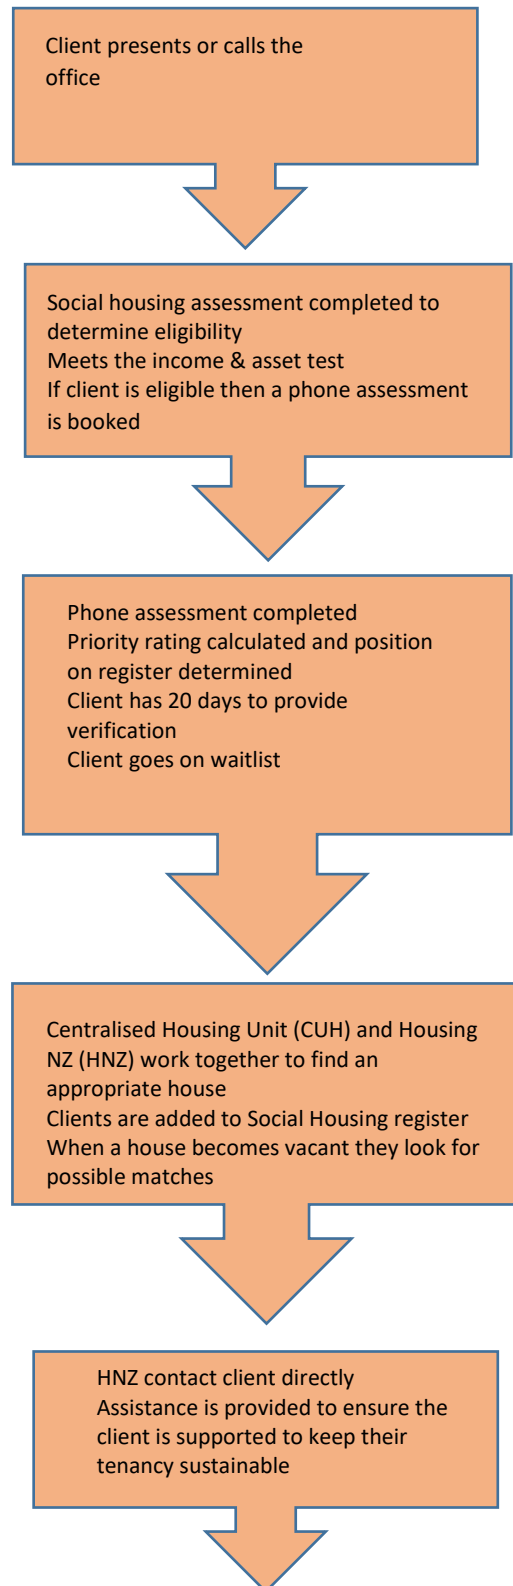 Client presents or calls the
office
Social housing assessment completed to
determine eligibility
Meets the income & asset test
If client is eligible then a phone assessment
is booked
Phone assessment completed
Priority rating calculated and position
on register determined
Client has 20 days to provide
verification
Client goes on waitlist
Centralised Housing Unit (CUH) and Housing
NZ (HNZ) work together to find an
appropriate house
Clients are added to Social Housing register
When a house becomes vacant they look for
possible matches
HNZ contact client directly
Assistance is provided to ensure the
client is supported to keep their
tenancy sustainable